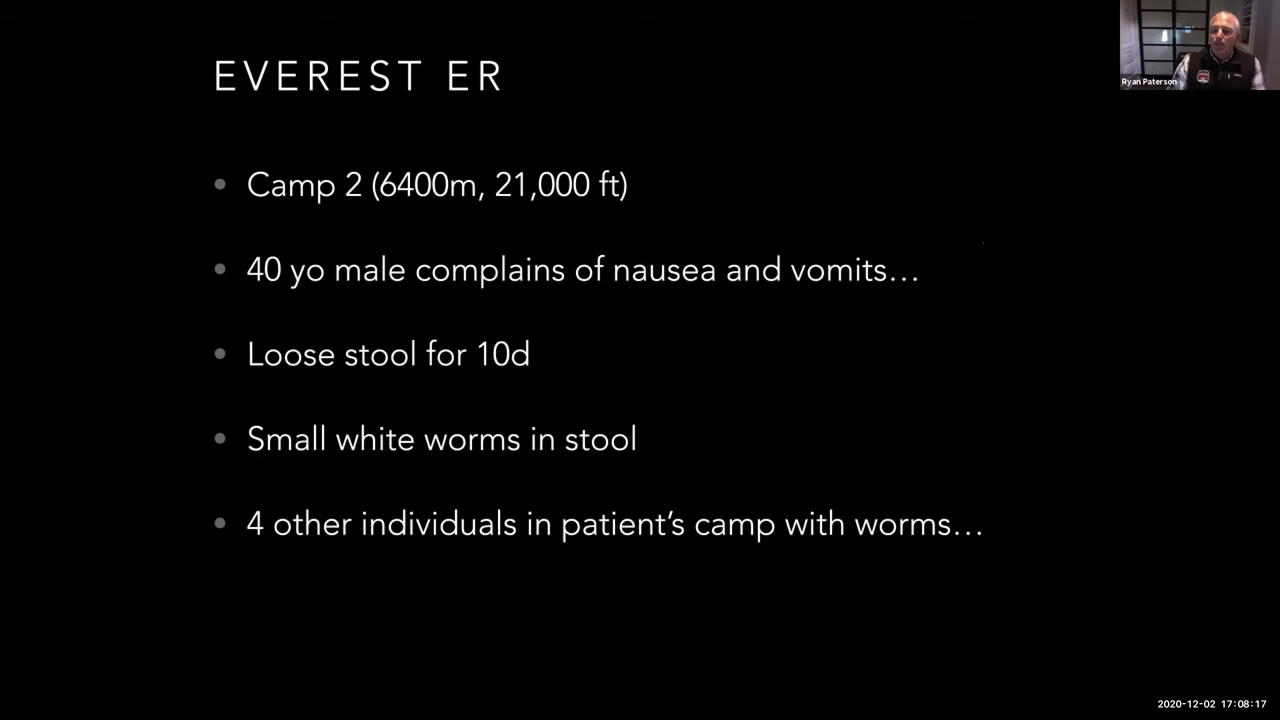 EVEREST ER
Ryan Paterson
• Camp 2 (6400m, 21,000 ft)
• 40 yo male complains of nausea and vomits…
• Loose stool for 10d
• Small white worms in stool
• 4 other individuals in patient’s camp with worms…
2020-12-02 17:08:17